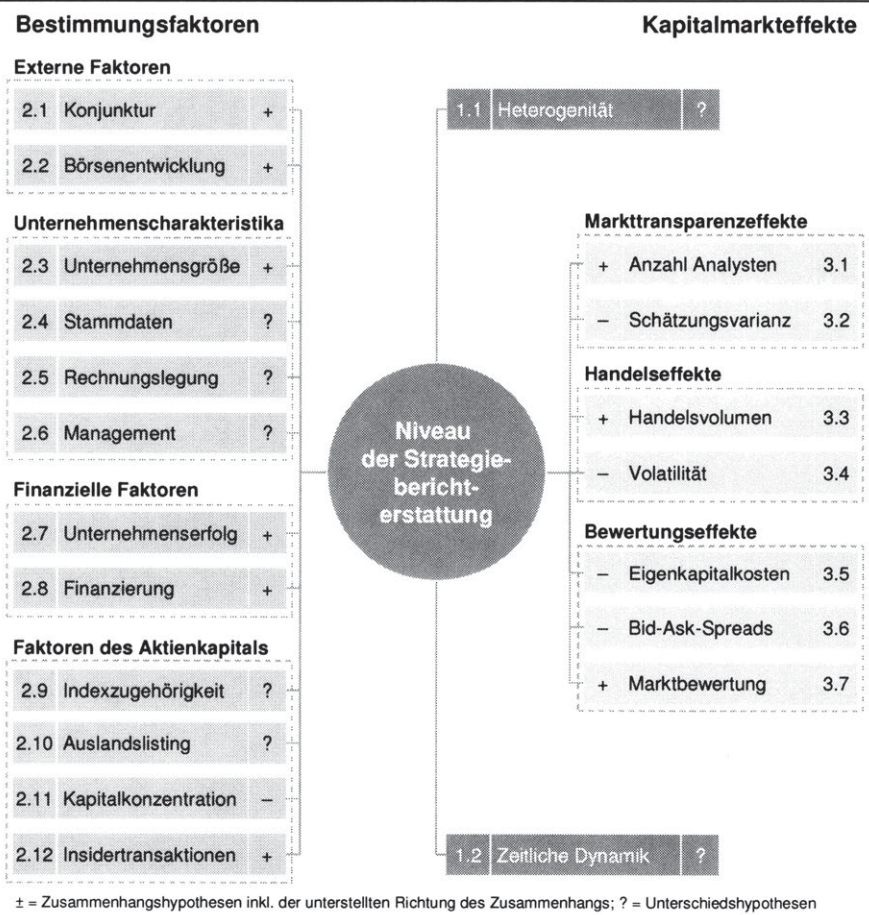 Bestimmungsfaktoren
Kapitalmarkteffekte
Externe Faktoren
2.1 Konjunktur +
2.2 Börsenentwicklung +
Unternehmenscharakteristika
2.3 Unternehmensgröße +
2.4 Stammdaten ?
2.5 Rechnungslegung ?
2.6 Management ?
Finanzielle Faktoren
2.7 Unternehmenserfolg +
2.8 Finanzierung +
Faktoren des Aktienkapitals
2.9 Indexzugehörigkeit ?
2.10 Auslandslisting ?
2.11 Kapitalkonzentration –
2.12 Insidertransaktionen +
1.1 Heterogenität ?
Niveau
der Strategie-
bericht-
erstattung
1.2 Zeitliche Dynamik ?
Markttransparenzeffekte
+ Anzahl Analysten 3.1
– Schätzungsvarianz 3.2
Handelseffekte
+ Handelsvolumen 3.3
– Volatilität 3.4
Bewertungseffekte
– Eigenkapitalkosten 3.5
– Bid-Ask-Spreads 3.6
+ Marktbewertung 3.7
± = Zusammenhangshypothesen inkl. der unterstellten Richtung des Zusammenhangs; ? = Unterschiedshypothesen